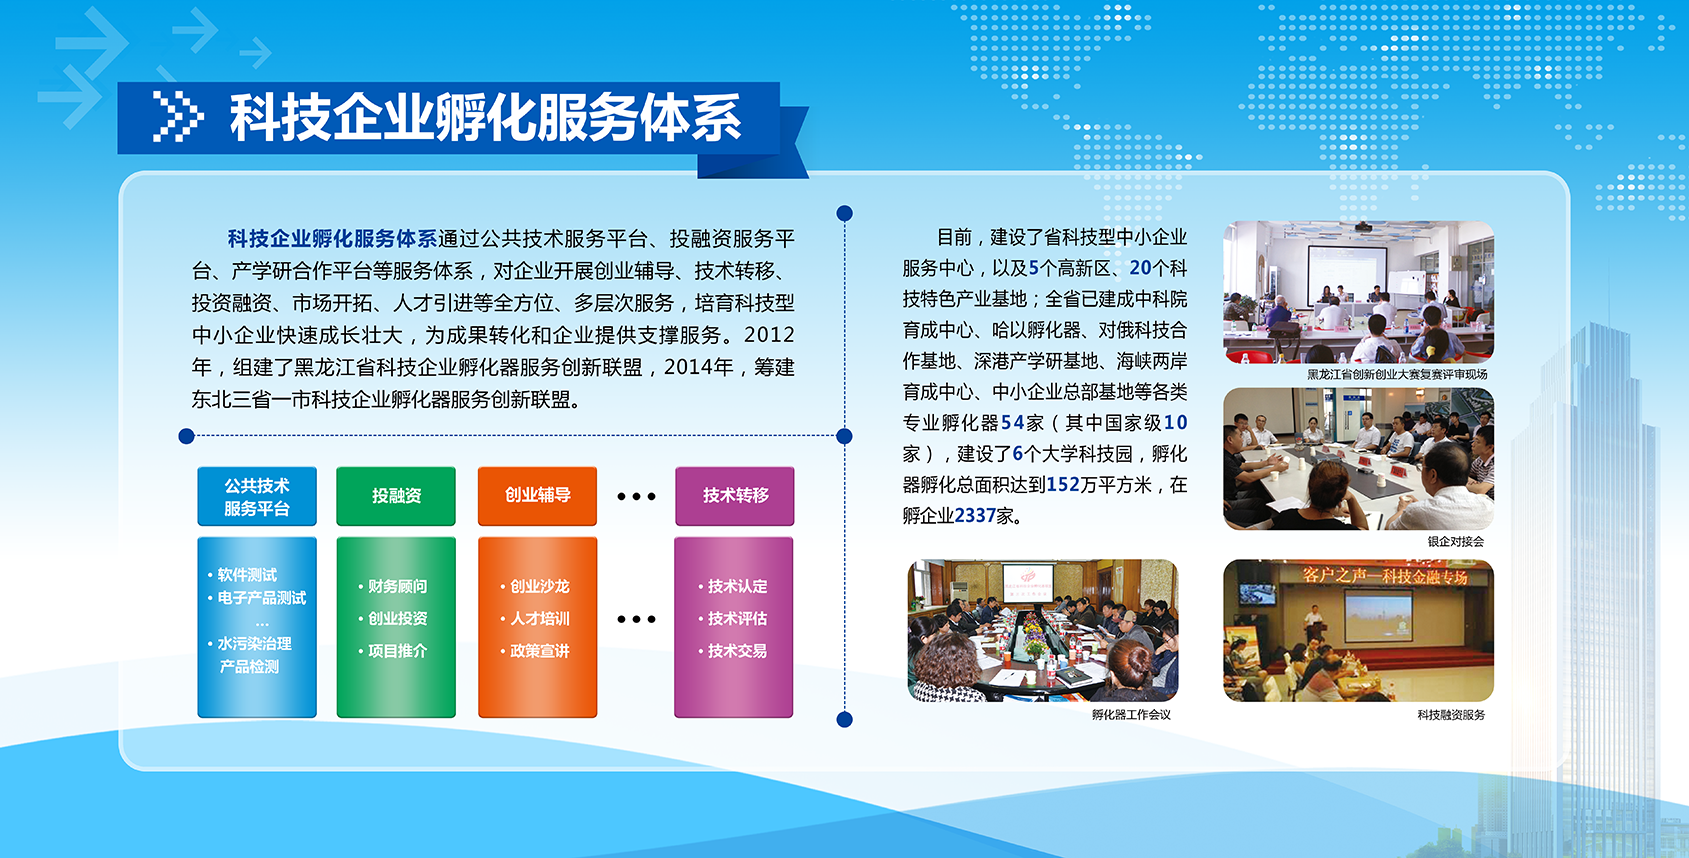 科技企业孵化服务体系
科技企业孵化服务体系通过公共技术服务平台、投融资服务平
台、产学研合作平台等服务体系，对企业开展创业辅导、技术转移、
投资融资、市场开拓、人才引进等全方位、多层次服务，培育科技型
中小企业快速成长壮大，为成果转化和企业提供支撑服务。2012
年，组建了黑龙江省科技企业孵化器服务创新联盟，2014年，筹建
东北三省一市科技企业孵化器服务创新联盟。
公共技术
服务平台
投融资
创业辅导
•••
技术转移
• 软件测试
• 电子产品测试
...
• 水污染治理
产品检测
• 财务顾问
• 创业投资
• 项目推介
• 创业沙龙
• 人才培训
• 政策宣讲
•••
• 技术认定
• 技术评估
• 技术交易
目前，建设了省科技型中小企业
服务中心，以及5个高新区、20个科
技特色产业基地；全省已建成中科院
育成中心、哈以孵化器、对俄科技合
作基地、深港产学研基地、海峡两岸
育成中心、中小企业总部基地等各类
专业孵化器54家（其中国家级10
家），建设了6个大学科技园，孵化
器孵化总面积达到152万平方米，在
孵企业2337家。
黑龙江省创新创业大赛复赛评审现场
银企对接会
孵化器工作会议
客户之声—科技金融专场
科技融资服务